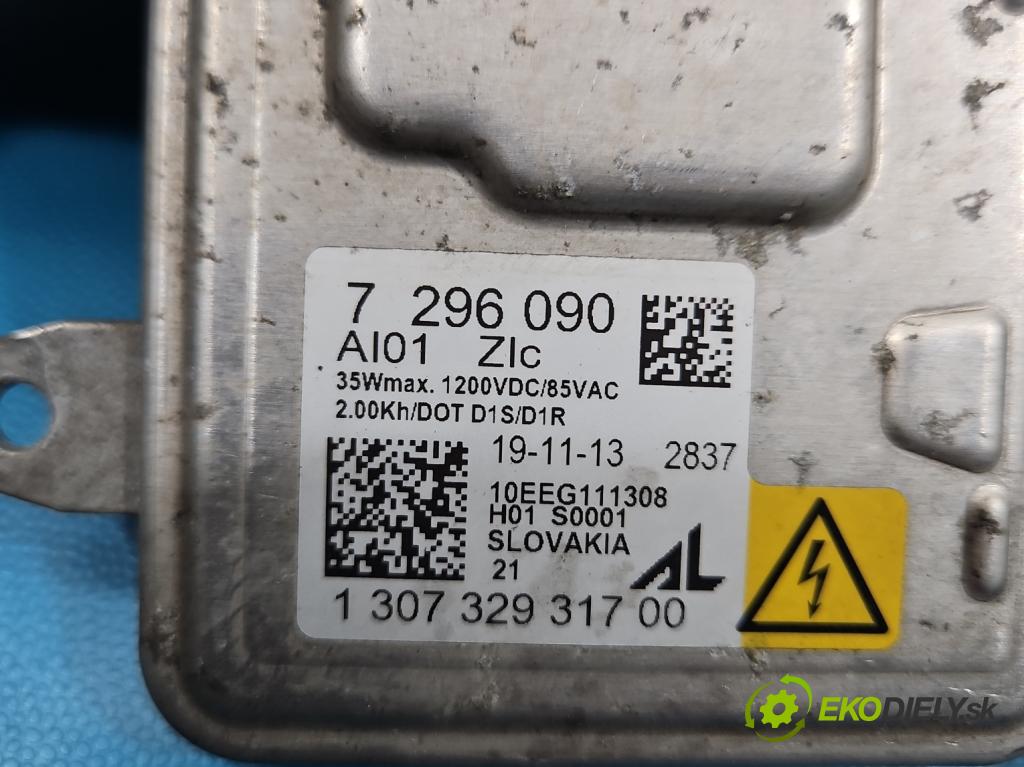 7 296 090
AI01 ZIc
35Wmax. 1200VDC/85VAC
2.00Kh/DOT D1S/D1R
19-11-13 2837
10EEG111308
H01 S0001
SLOVAKIA
21
AL
1 307 329 317 00
EKODIELY.sk